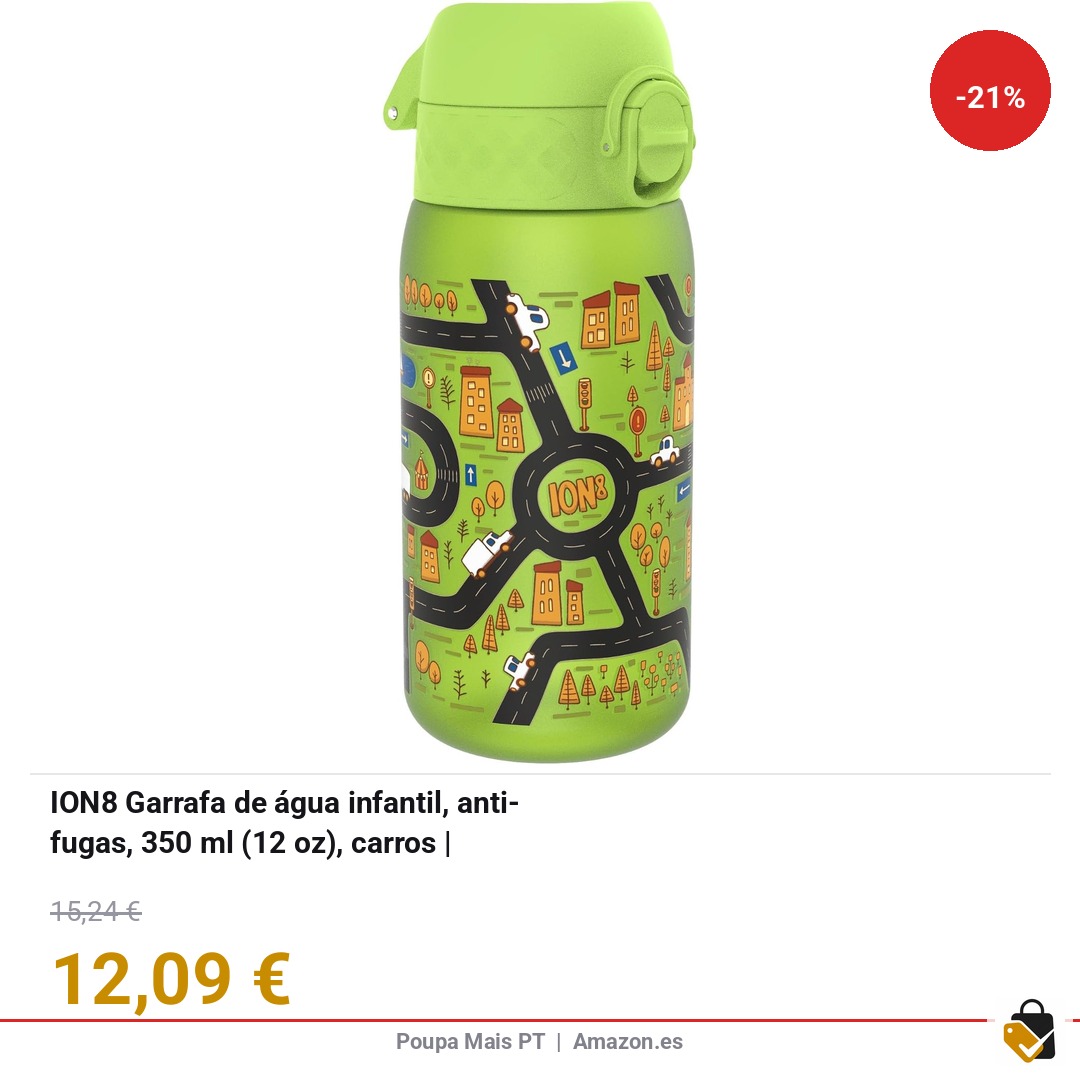 -21%
ION8
ION8 Garrafa de água infantil, anti-
fugas, 350 ml (12 oz), carros |
15,24 €
12,09 €
Poupa Mais PT | Amazon.es